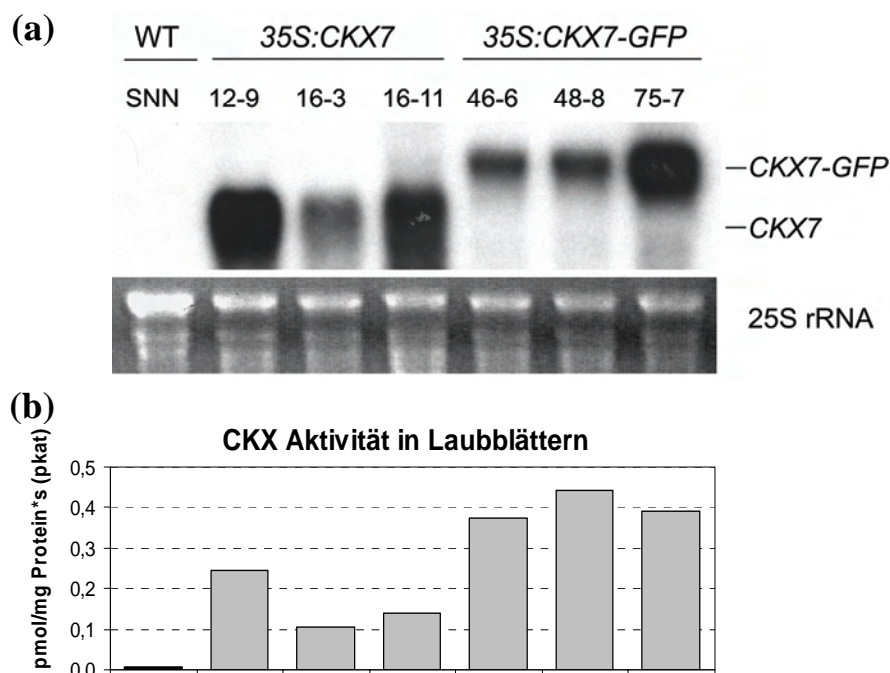 (a)
WT 35S:CKX7 35S:CKX7-GFP
SNN 12-9 16-3 16-11 46-6 48-8 75-7
CKX7-GFP
CKX7
25S rRNA
(b)
CKX Aktivität in Laubblättern
pmol/mg Protein*s (pkat)
0,5
0,4
0,3
0,2
0,1
0,0